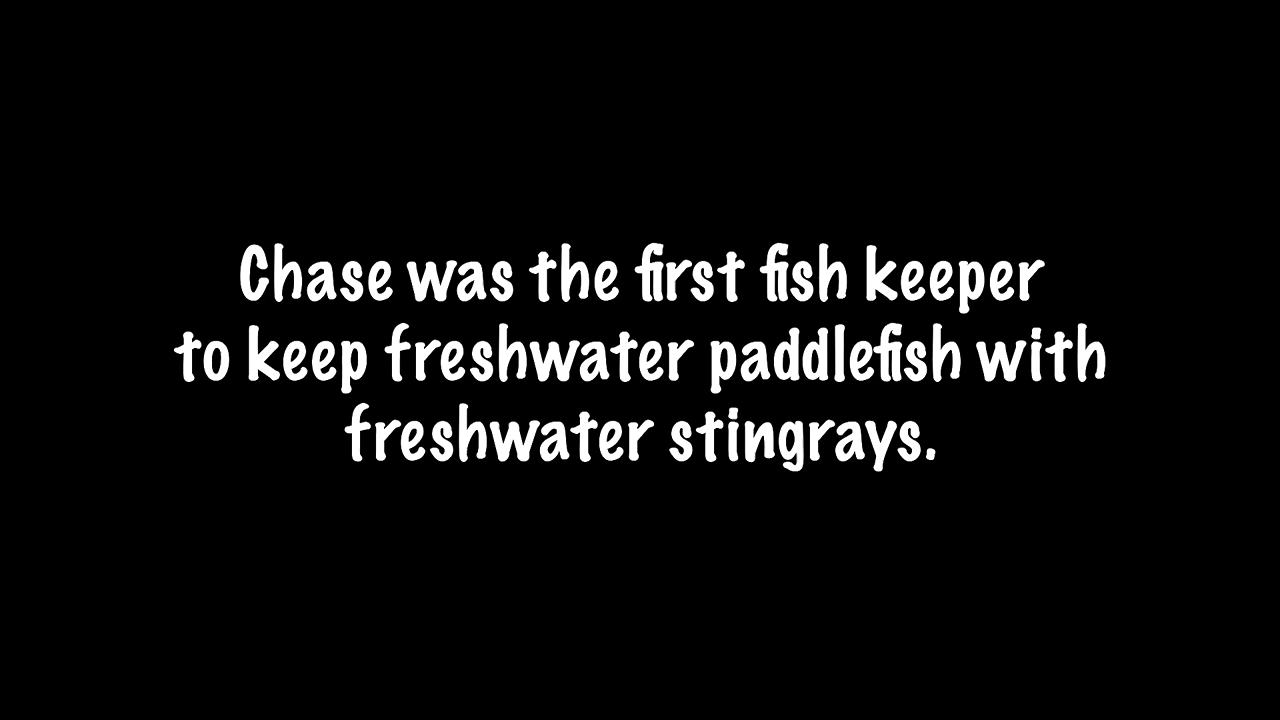 Chase was the first fish keeper
to keep freshwater paddlefish with
freshwater stingrays.